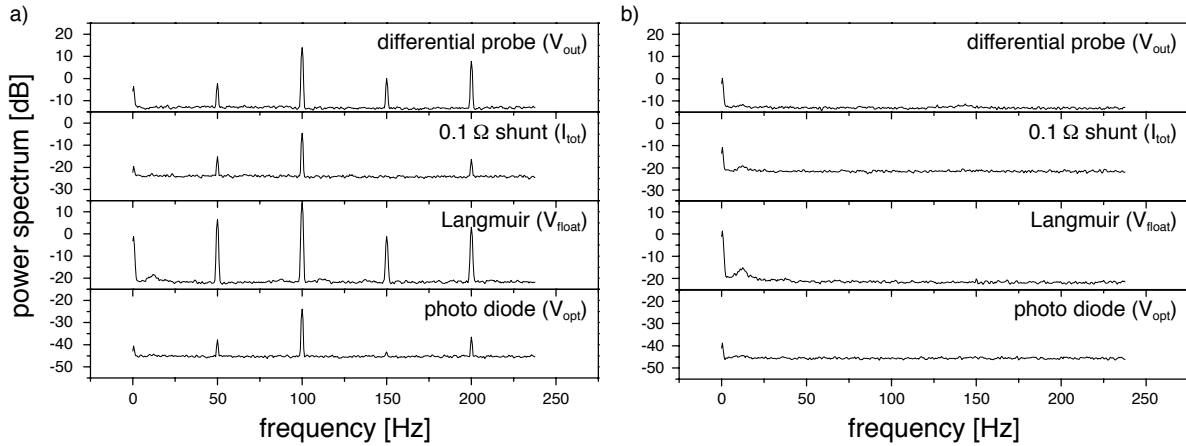 a)
differential probe (Vout)
20
10
0
-10
0.1 Ω shunt (Itot)
0
-10
-20
-30
Langmuir (Vfloat)
10
0
-10
-20
photo diode (Vopt)
-20
-30
-40
-50
power spectrum [dB]
0 50 100 150 200 250
frequency [Hz]
b)
differential probe (Vout)
20
10
0
-10
0.1 Ω shunt (Itot)
0
-10
-20
-30
Langmuir (Vfloat)
10
0
-10
-20
photo diode (Vopt)
-20
-30
-40
-50
0 50 100 150 200 250
frequency [Hz]